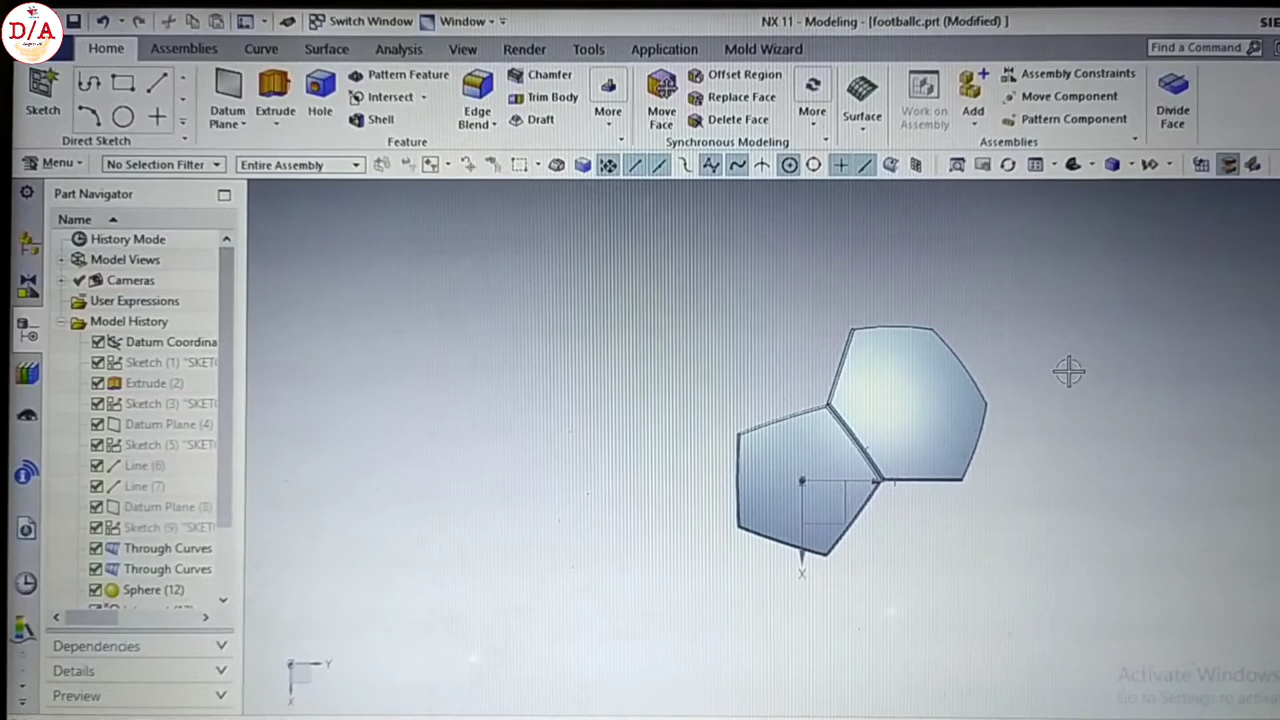 D/A
Switch Window
Window
NX 11 - Modeling - [footballc.prt (Modified) ]
SIE
Home
Assemblies
Curve
Surface
Analysis
View
Render
Tools
Application
Mold Wizard
Find a Command
Sketch
Direct Sketch
Datum Plane
Extrude
Hole
Pattern Feature
Intersect
Shell
Edge Blend
Chamfer
Trim Body
Draft
More
Feature
Move Face
Offset Region
Replace Face
Delete Face
More
Synchronous Modeling
Surface
Work on Assembly
Add
Assembly Constraints
Move Component
Pattern Component
Assemblies
Divide Face
Menu
No Selection Filter
Entire Assembly
Part Navigator
Name
History Mode
Model Views
Cameras
User Expressions
Model History
Datum Coordina
Sketch (1) "SKET
Extrude (2)
Sketch (3) "SKET
Datum Plane (4)
Sketch (5) "SKET
Line (6)
Line (7)
Datum Plane (8)
Sketch (9) "SKET
Through Curves
Through Curves
Sphere (12)
Dependencies
Details
Preview
X
Y
X
Activate Windows
Go to Settings to activa